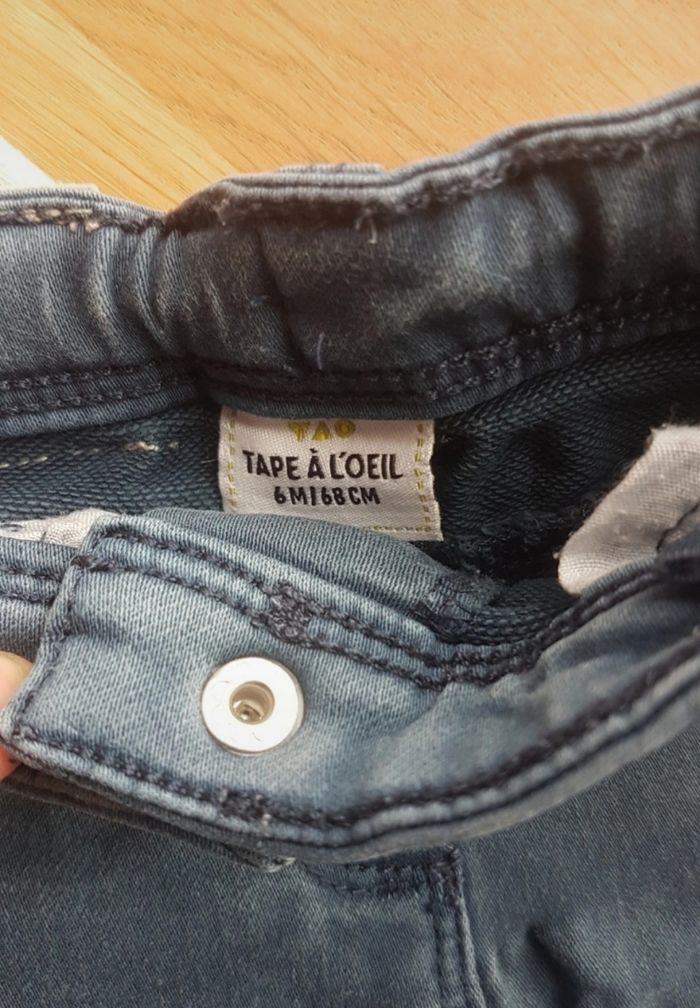 TAO
TAPE À L'OEIL
6M/68CM